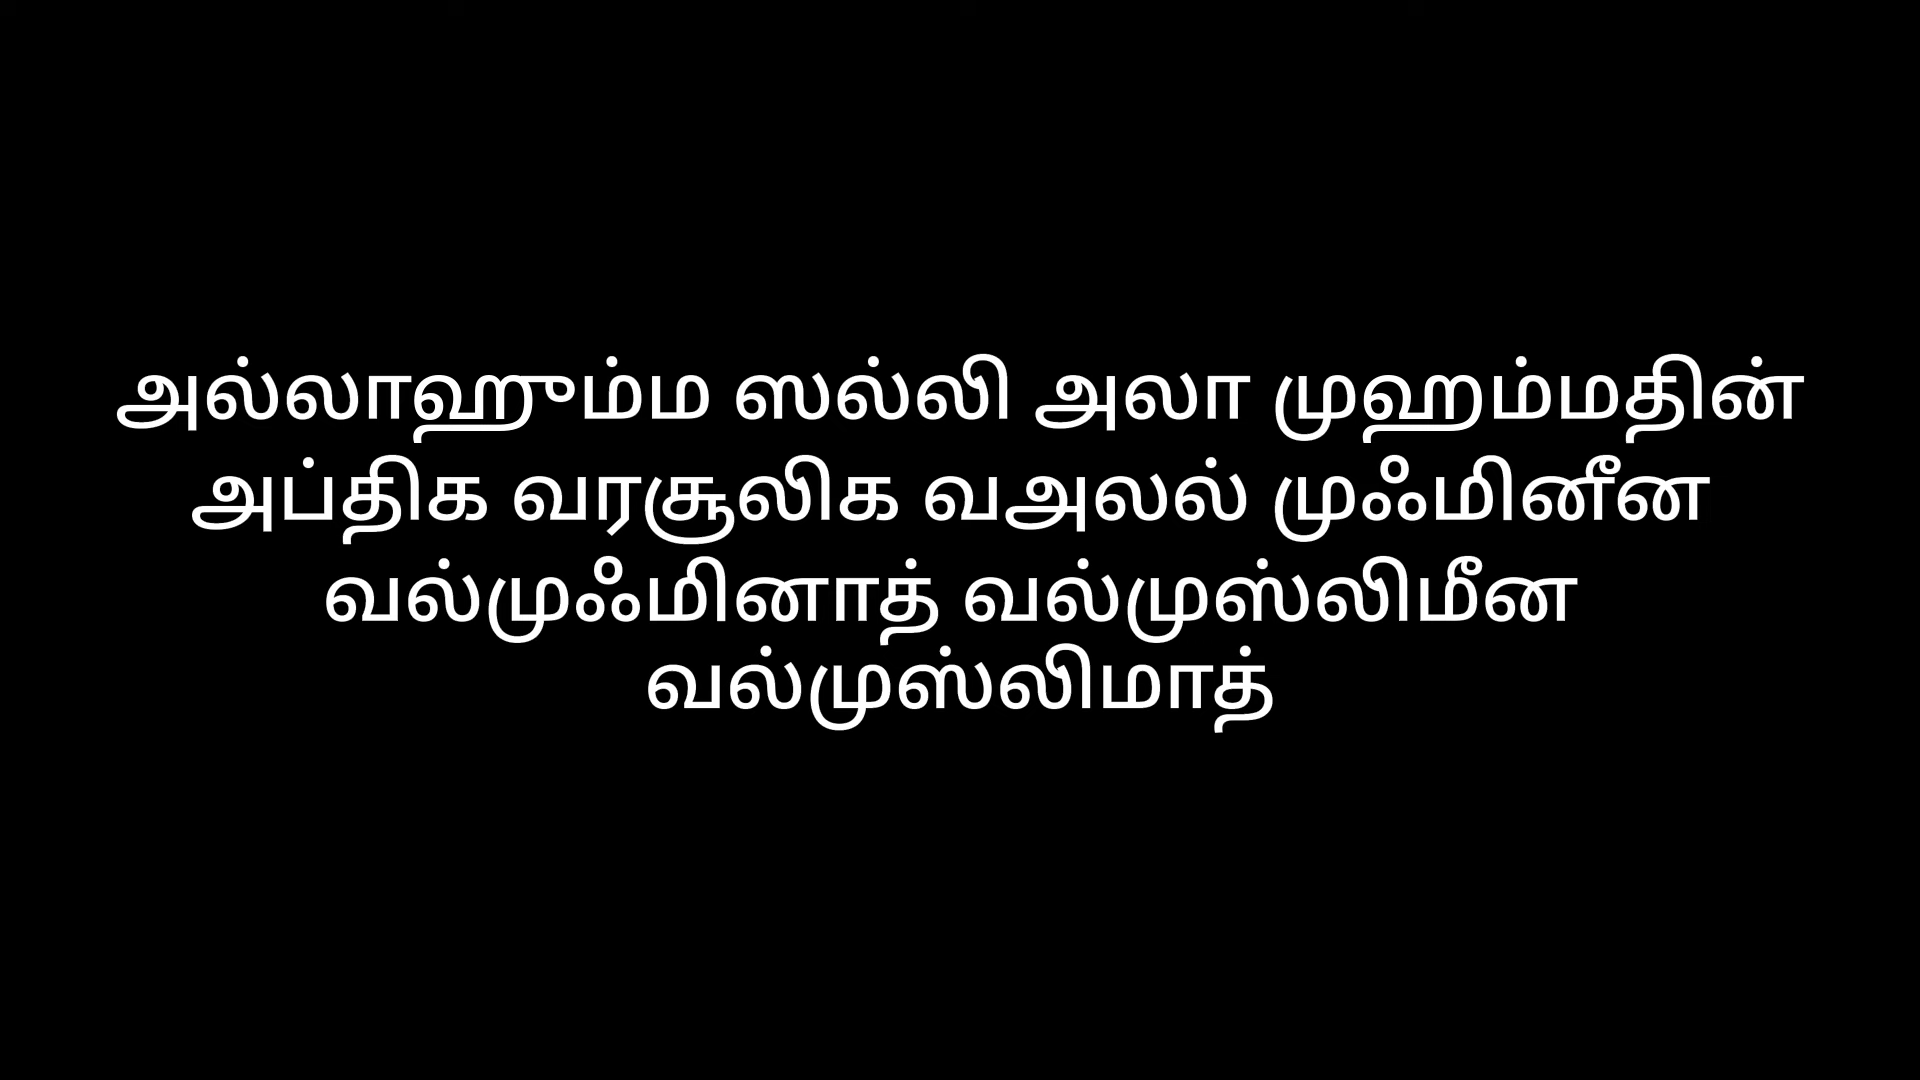 அல்லாஹும்ம ஸல்லி அலா முஹம்மதின்
அப்திக வரசூலிக வஅலல் முஃமினீன
வல்முஃமினாத் வல்முஸ்லிமீன
வல்முஸ்லிமாத்